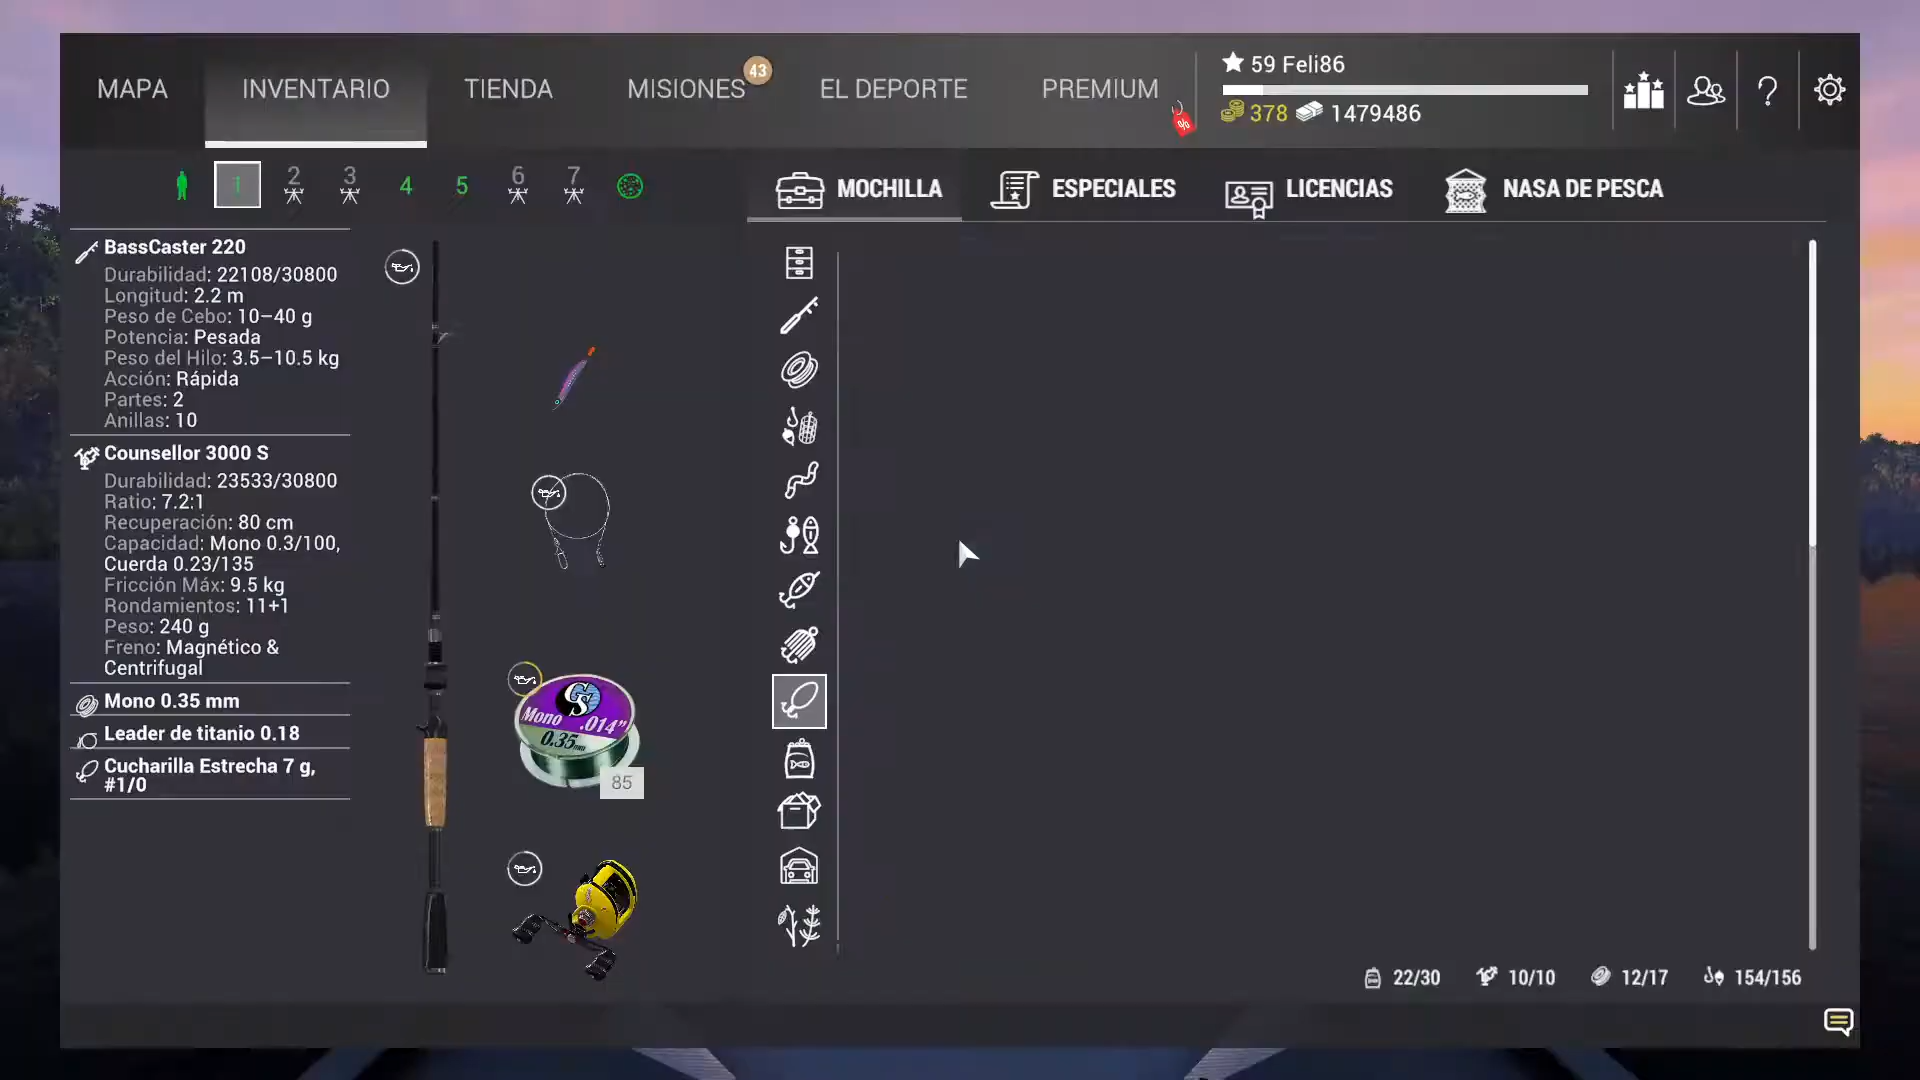 MAPA
INVENTARIO
TIENDA
MISIONES
43
EL DEPORTE
PREMIUM
%
59 Feli86
378
1479486
?
1
2
3
4
5
6
7
MOCHILLA
ESPECIALES
LICENCIAS
NASA DE PESCA
BassCaster 220
Durabilidad: 22108/30800
Longitud: 2.2 m
Peso de Cebo: 10–40 g
Potencia: Pesada
Peso del Hilo: 3.5–10.5 kg
Acción: Rápida
Partes: 2
Anillas: 10
Counsellor 3000 S
Durabilidad: 23533/30800
Ratio: 7.2:1
Recuperación: 80 cm
Capacidad: Mono 0.3/100,
Cuerda 0.23/135
Fricción Máx: 9.5 kg
Rondamientos: 11+1
Peso: 240 g
Freno: Magnético &
Centrifugal
Mono 0.35 mm
Leader de titanio 0.18
Cucharilla Estrecha 7 g,
#1/0
GS
Mono .014”
0.35mm
85
22/30
10/10
12/17
154/156